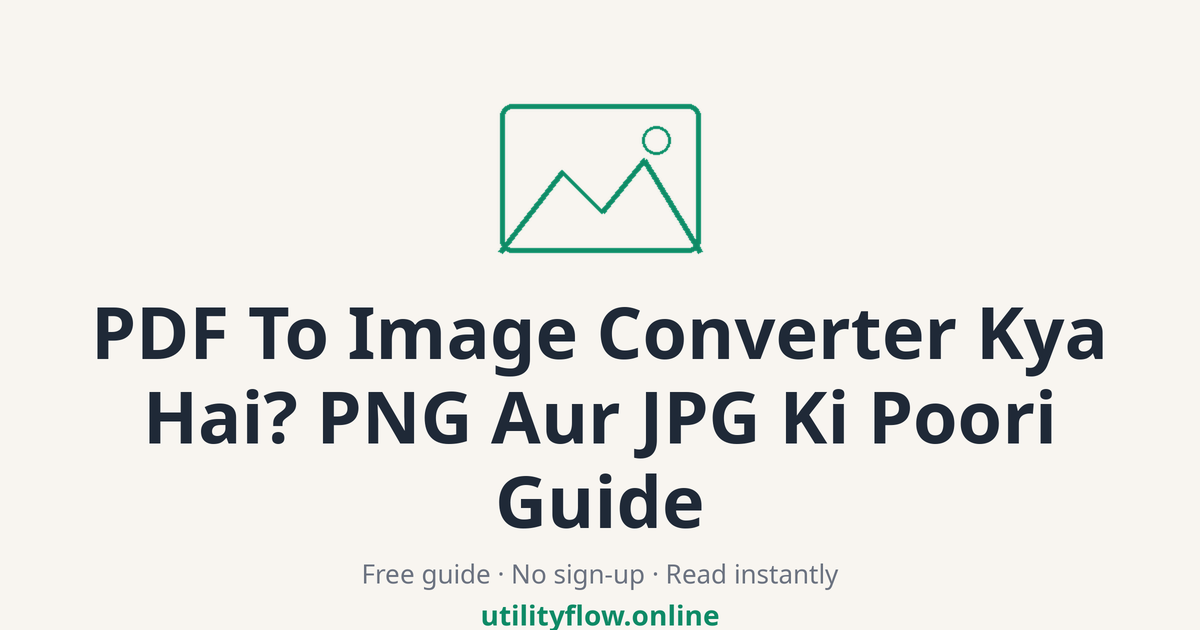 PDF To Image Converter Kya
Hai? PNG Aur JPG Ki Poori
Guide
Free guide · No sign-up · Read instantly
utilityflow.online